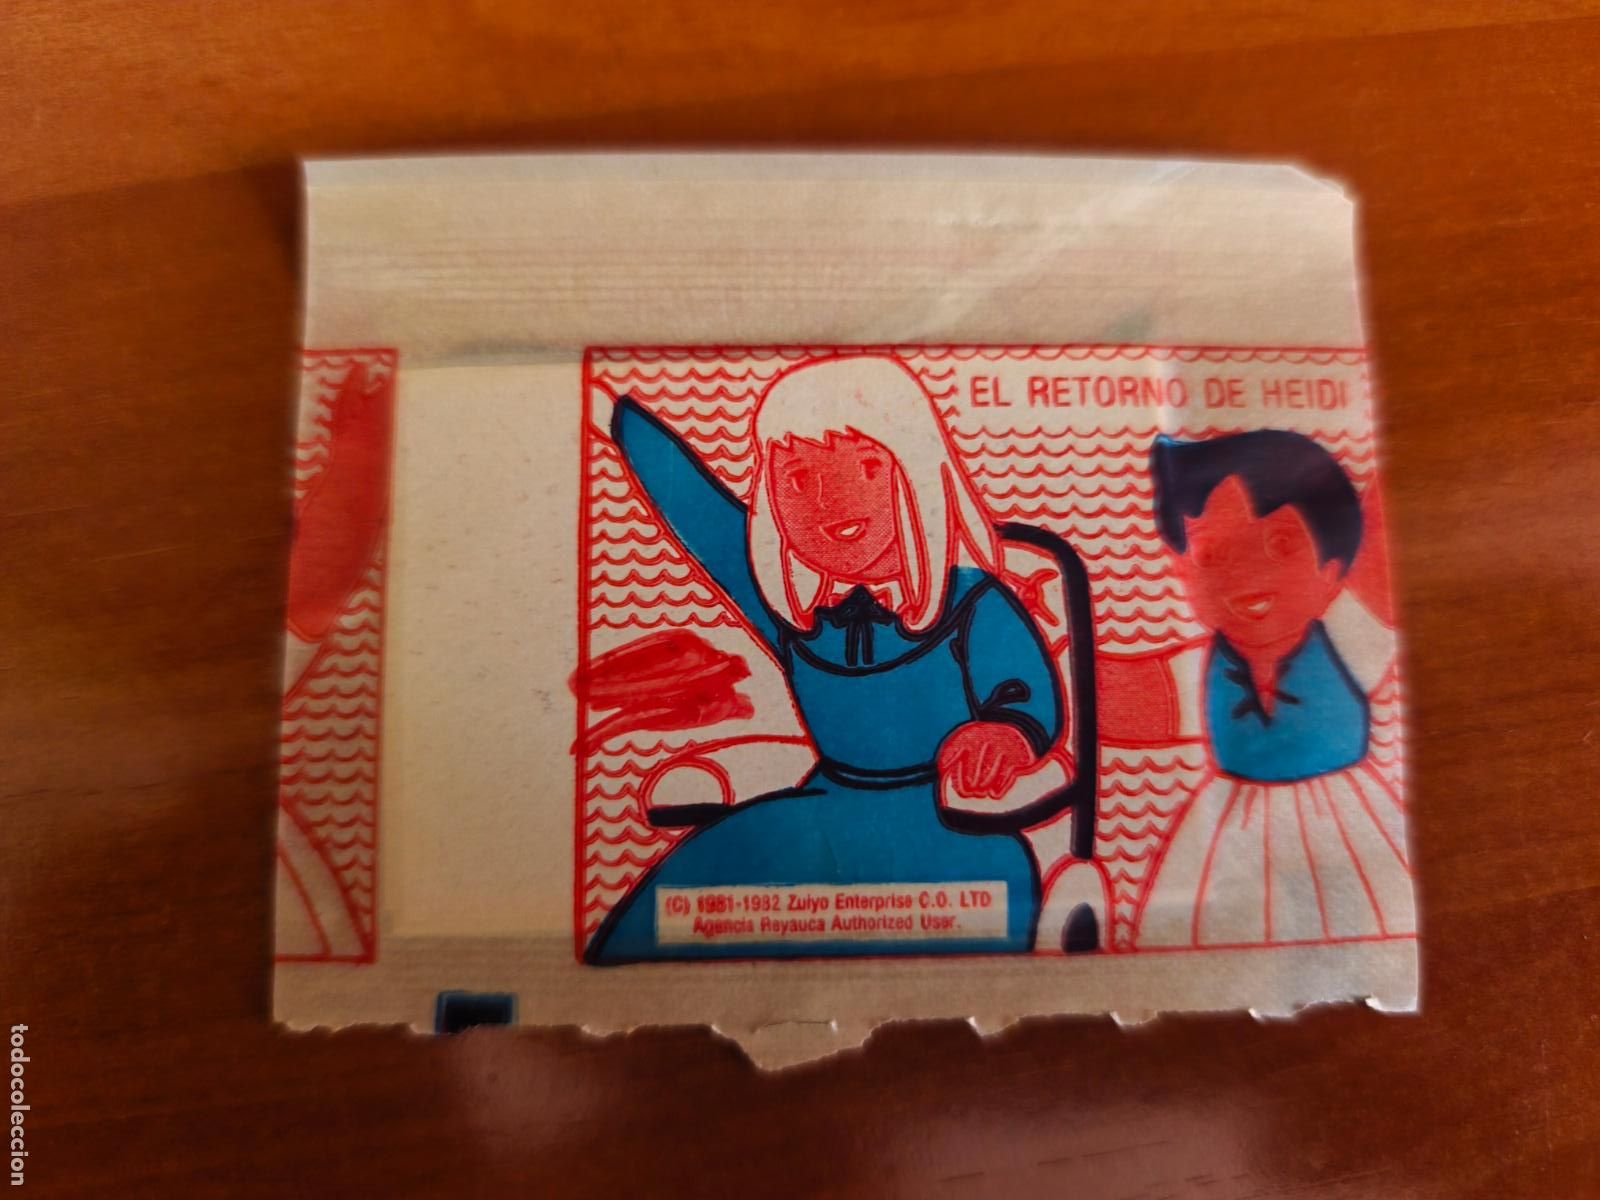 EL RETORNO DE HEIDI
(C) 1981-1982 Zuiyo Enterprise C.O. LTD
Agencia Reyauca Authorized User.
todocoleccion